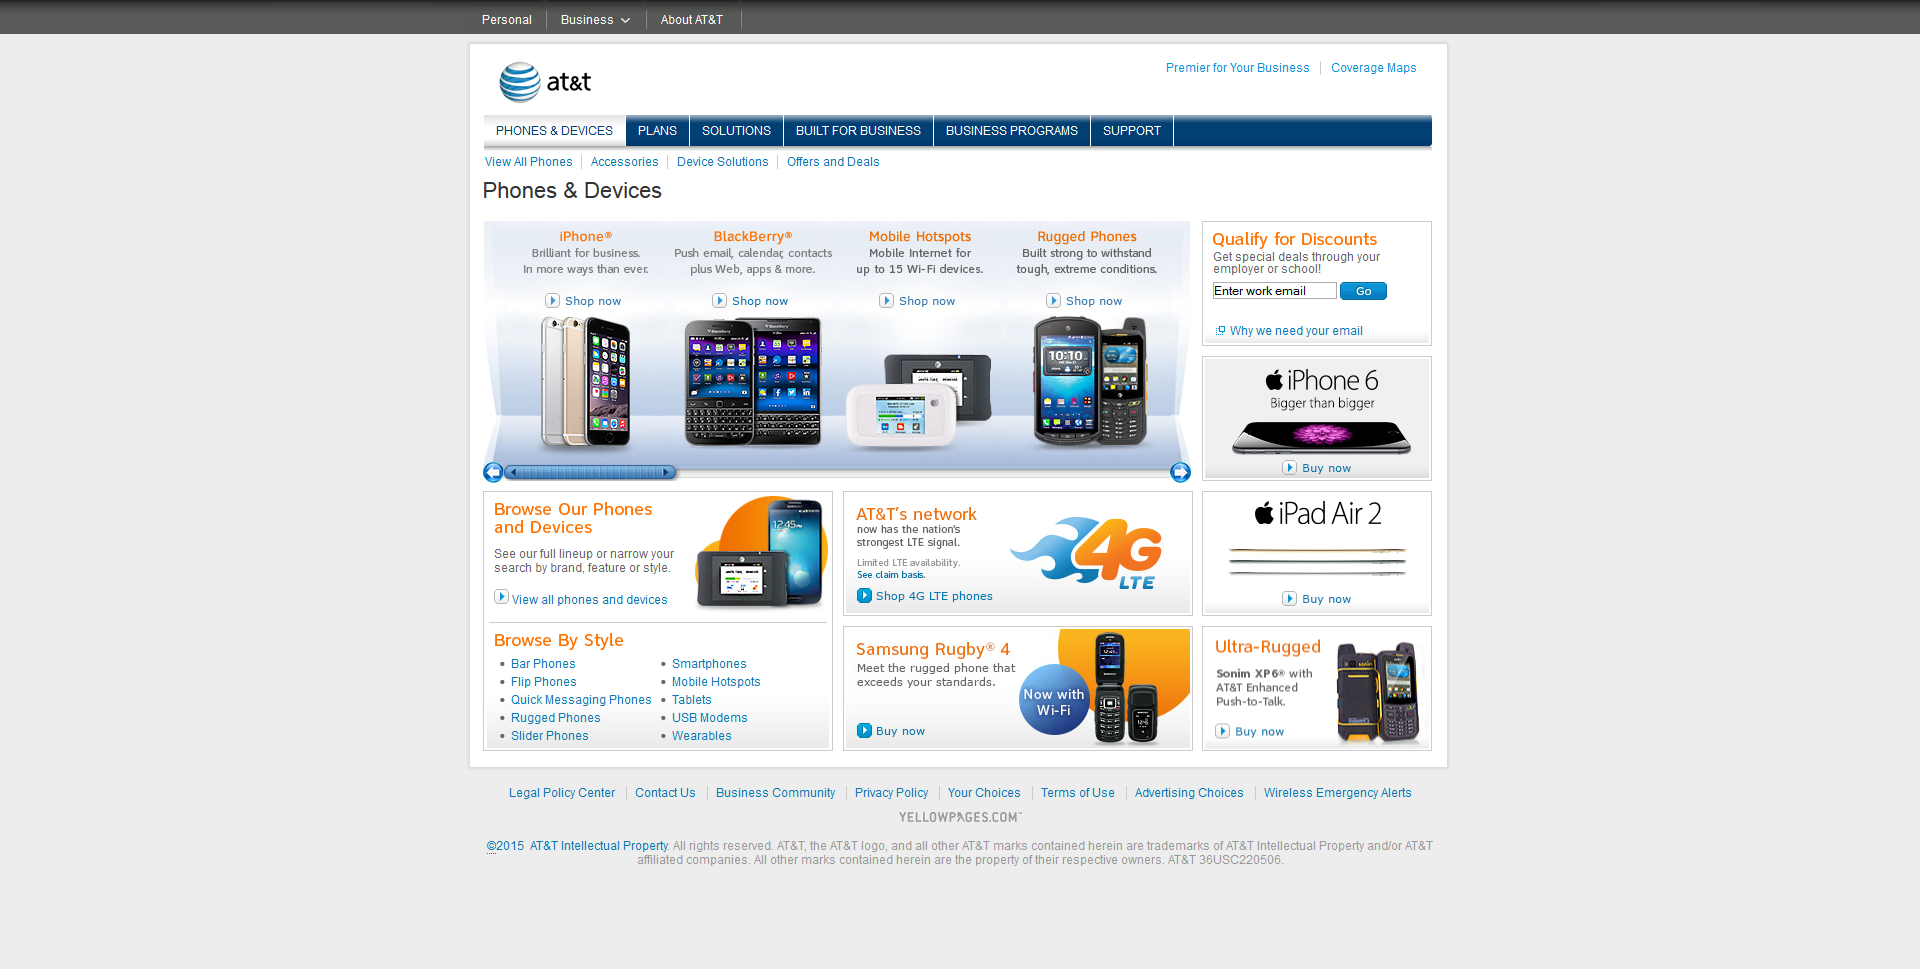 Personal
Business
About AT&T
at&t
Premier for Your Business
Coverage Maps
PHONES & DEVICES
PLANS
SOLUTIONS
BUILT FOR BUSINESS
BUSINESS PROGRAMS
SUPPORT
View All Phones
Accessories
Device Solutions
Offers and Deals
Phones & Devices
iPhone®
Brilliant for business.
In more ways than ever.
Shop now
BlackBerry®
Push email, calendar, contacts
plus Web, apps & more.
Shop now
Mobile Hotspots
Mobile Internet for
up to 15 Wi-Fi devices.
Shop now
Rugged Phones
Built strong to withstand
tough, extreme conditions.
Shop now
10:10
Qualify for Discounts
Get special deals through your
employer or school!
Enter work email
Go
Why we need your email
iPhone 6
Bigger than bigger
Buy now
Browse Our Phones
and Devices
See our full lineup or narrow your
search by brand, feature or style.
View all phones and devices
12:45
Browse By Style
• Bar Phones
• Flip Phones
• Quick Messaging Phones
• Rugged Phones
• Slider Phones
• Smartphones
• Mobile Hotspots
• Tablets
• USB Modems
• Wearables
AT&T's network
now has the nation's
strongest LTE signal.
Limited LTE availability.
See claim basis.
Shop 4G LTE phones
4G
LTE
iPad Air 2
Buy now
Samsung Rugby® 4
Meet the rugged phone that
exceeds your standards.
Buy now
Now with
Wi-Fi
Ultra-Rugged
Sonim XP6® with
AT&T Enhanced
Push-to-Talk.
Buy now
Legal Policy Center
Contact Us
Business Community
Privacy Policy
Your Choices
Terms of Use
Advertising Choices
Wireless Emergency Alerts
YELLOWPAGES.COM™
©2015 AT&T Intellectual Property. All rights reserved. AT&T, the AT&T logo, and all other AT&T marks contained herein are trademarks of AT&T Intellectual Property and/or AT&T
affiliated companies. All other marks contained herein are the property of their respective owners. AT&T 36USC220506.